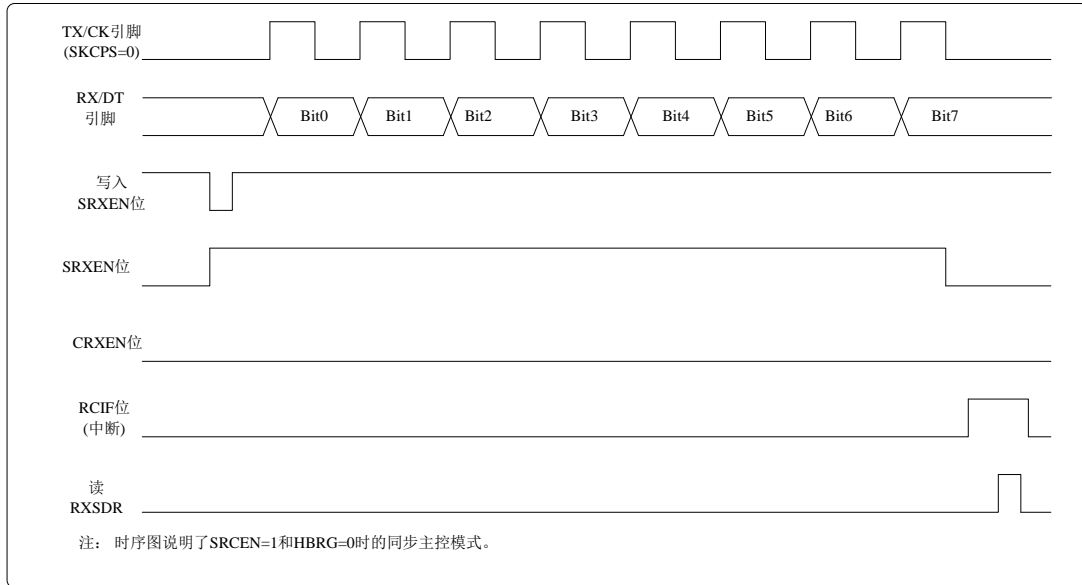 TX/CK引脚
(SKCPS=0)
RX/DT
引脚
Bit0
Bit1
Bit2
Bit3
Bit4
Bit5
Bit6
Bit7
写入
SRXEN位
SRXEN位
CRXEN位
RCIF位
(中断)
读
RXSDR
注： 时序图说明了SRCEN=1和HBRG=0时的同步主控模式。